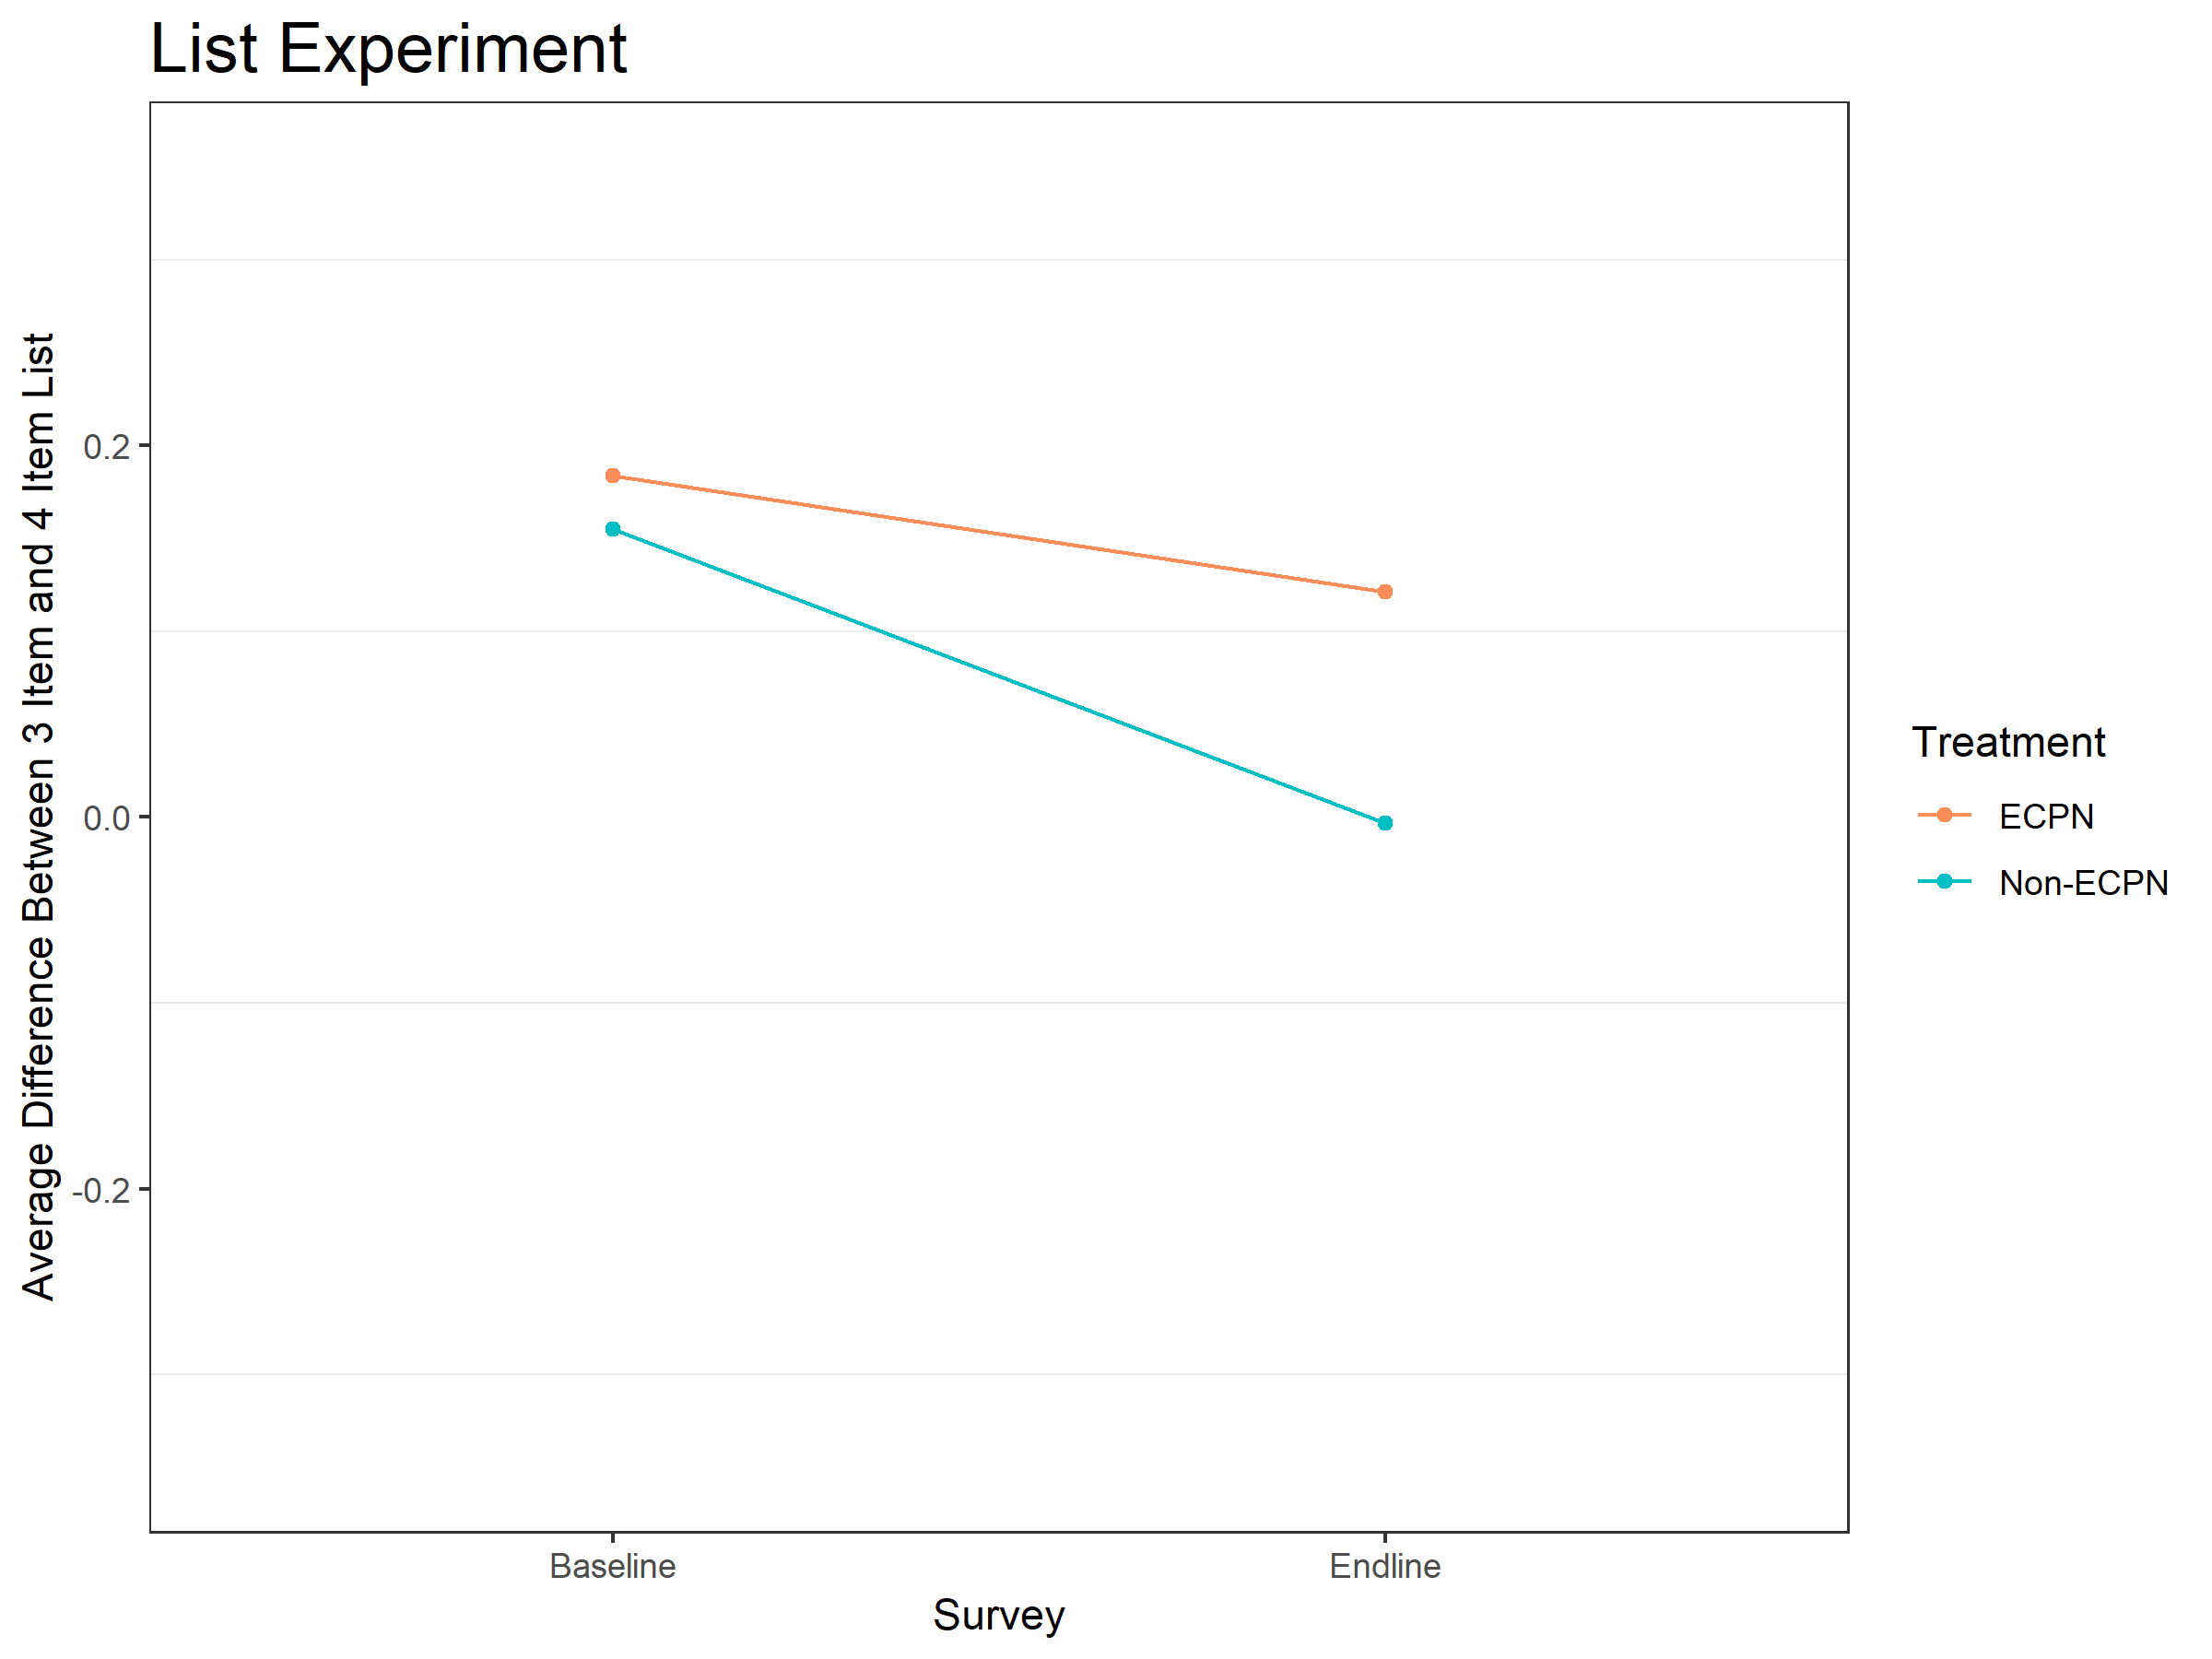 List Experiment
Average Difference Between 3 Item and 4 Item List
0.2
0.0
-0.2
Baseline
Endline
Survey
Treatment
ECPN
Non-ECPN